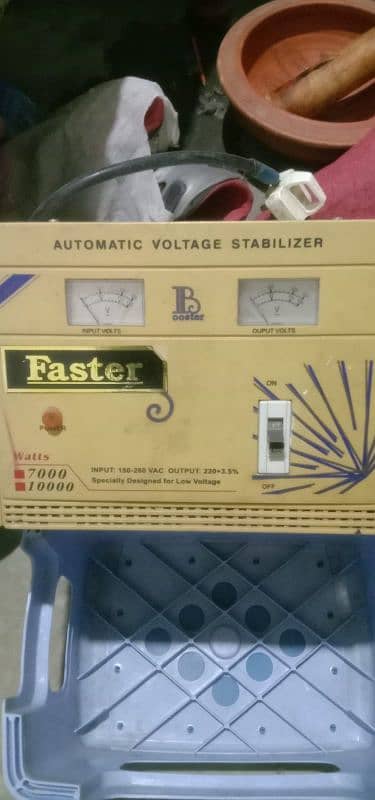 AUTOMATIC VOLTAGE STABILIZER
V
V
INPUT VOLTS
Booster
OUPUT VOLTS
Faster
ON
POWER
Watts
7000
10000
INPUT: 150-260 VAC OUTPUT: 220+3.5%
Specially Designed for Low Voltage
OFF